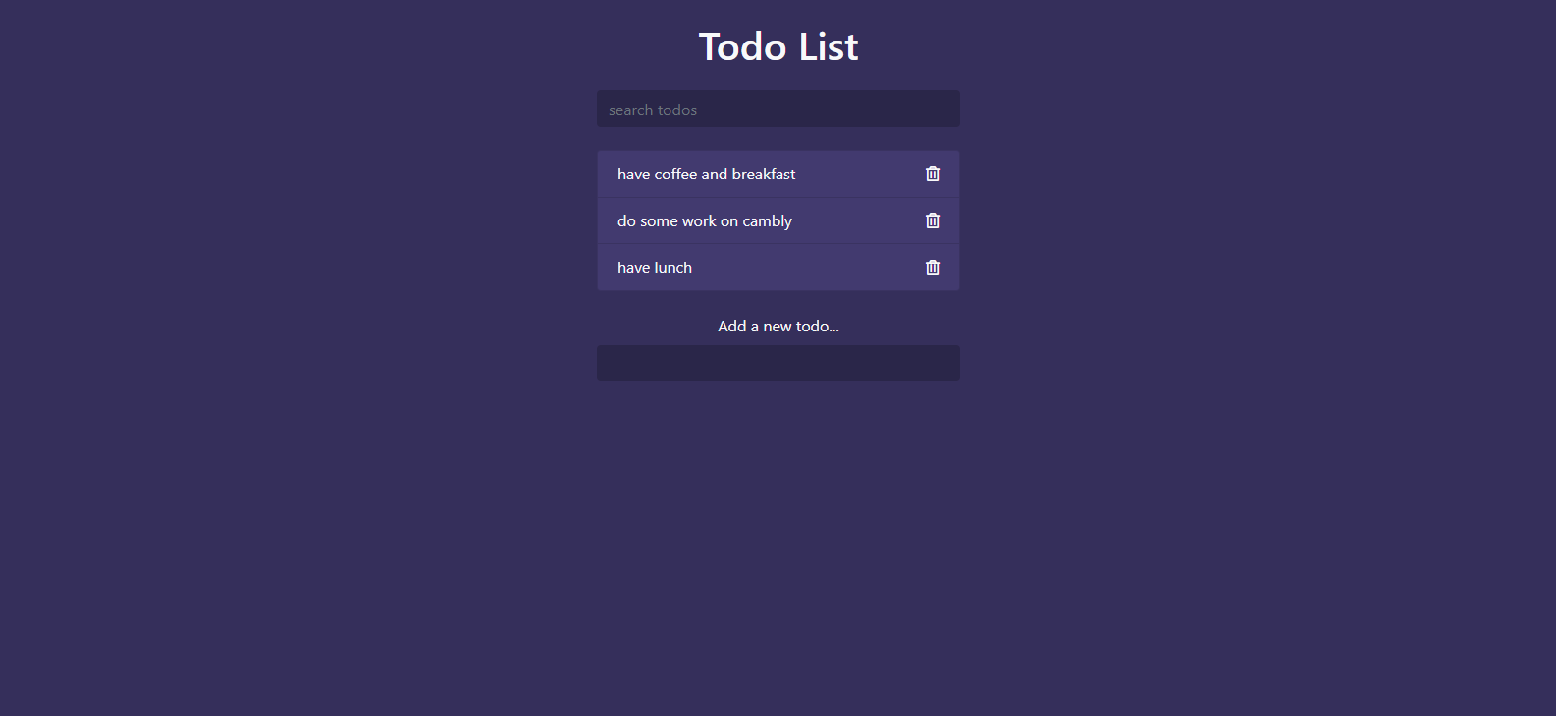 Todo List
search todos
have coffee and breakfast
do some work on cambly
have lunch
Add a new todo...